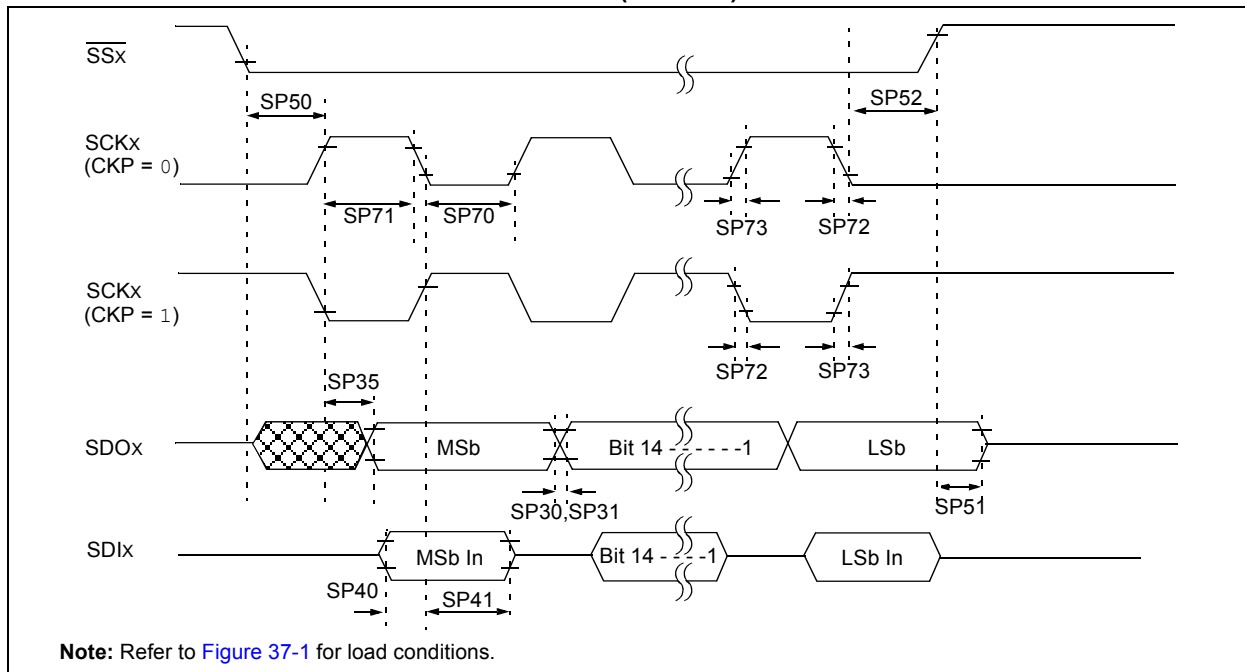 SSx
SP50
SP52
SCKx
(CKP = 0)
SP71
SP70
SP73
SP72
SCKx
(CKP = 1)
SP72
SP73
SP35
SDOx
MSb
Bit 14 - - - - - -1
LSb
SP30,SP31
SP51
SDIx
MSb In
Bit 14 - - - -1
LSb In
SP40
SP41
Note: Refer to Figure 37-1 for load conditions.